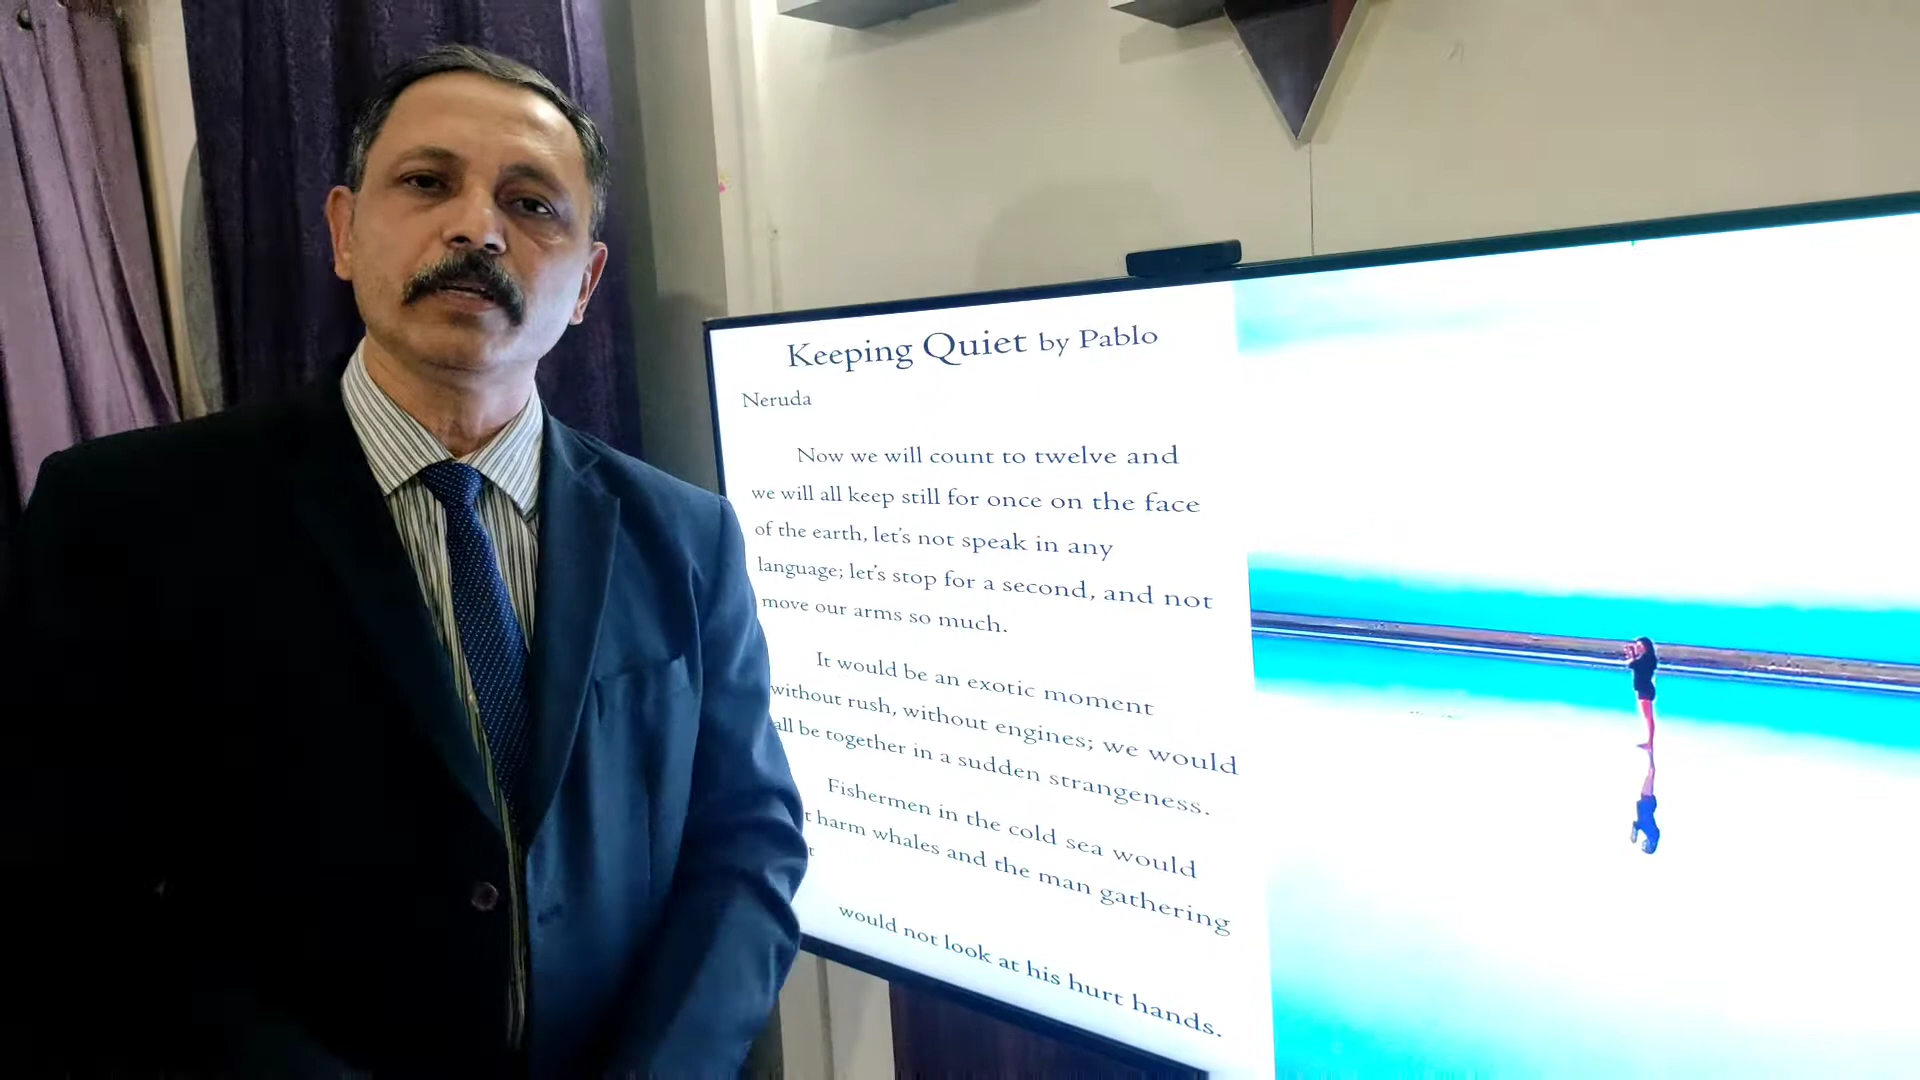 Keeping Quiet by Pablo
Neruda
Now we will count to twelve and
we will all keep still for once on the face
of the earth, let's not speak in any
language; let's stop for a second, and not
move our arms so much.
It would be an exotic moment
without rush, without engines; we would
all be together in a sudden strangeness.
Fishermen in the cold sea would
harm whales and the man gathering
would not look at his hurt hands.